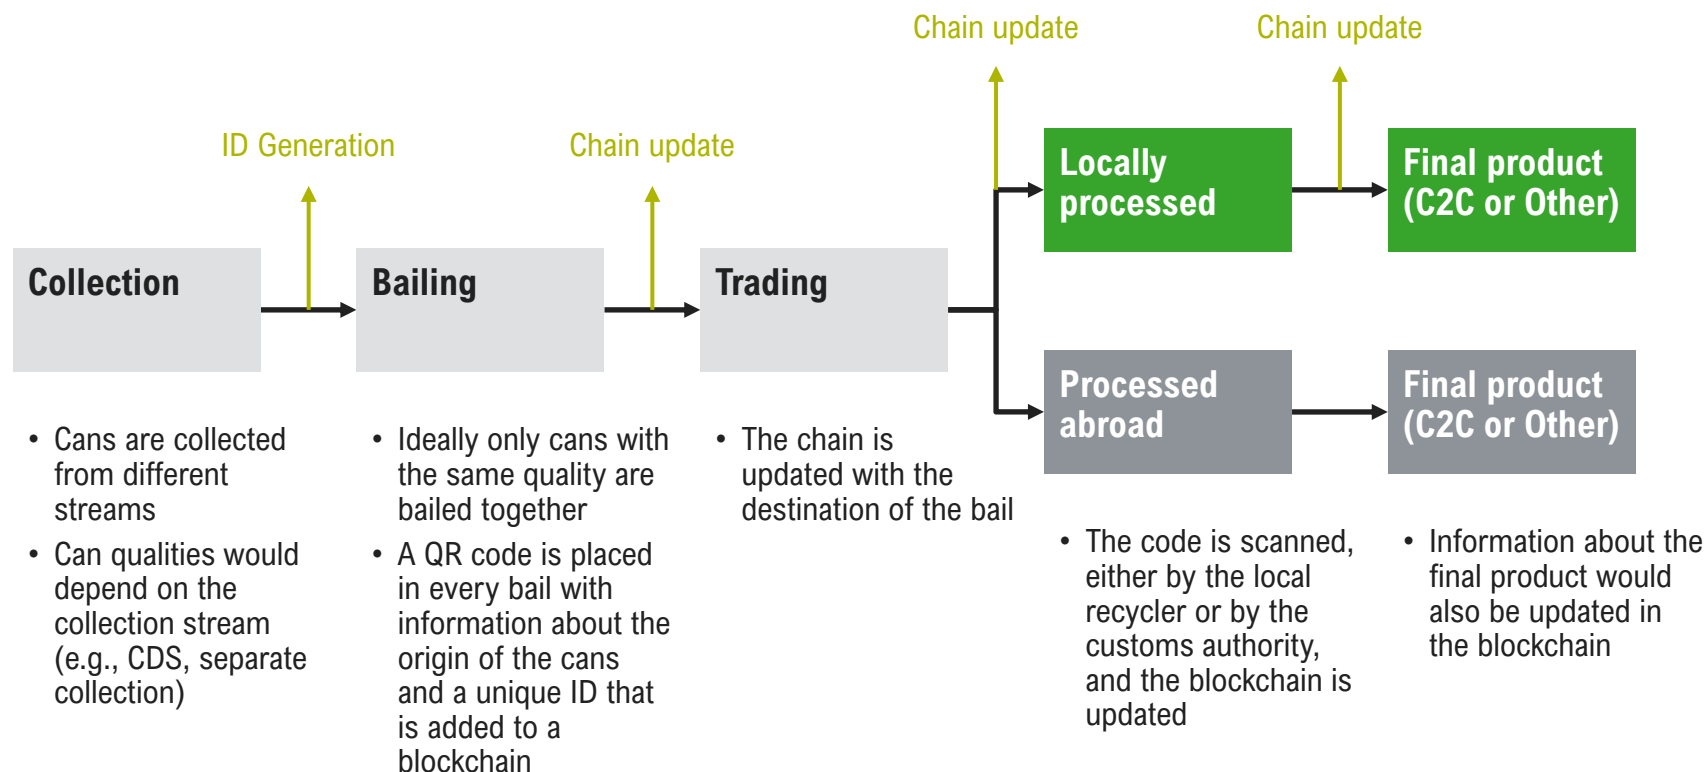 Chain update
Chain update
ID Generation
Chain update
Locally
processed
Final product
(C2C or Other)
Collection
Bailing
Trading
Processed
abroad
Final product
(C2C or Other)
• Cans are collected
from different
streams
• Can qualities would
depend on the
collection stream
(e.g., CDS, separate
collection)
• Ideally only cans with
the same quality are
bailed together
• A QR code is placed
in every bail with
information about the
origin of the cans
and a unique ID that
is added to a
blockchain
• The chain is
updated with the
destination of the bail
• The code is scanned,
either by the local
recycler or by the
customs authority,
and the blockchain is
updated
• Information about the
final product would
also be updated in
the blockchain